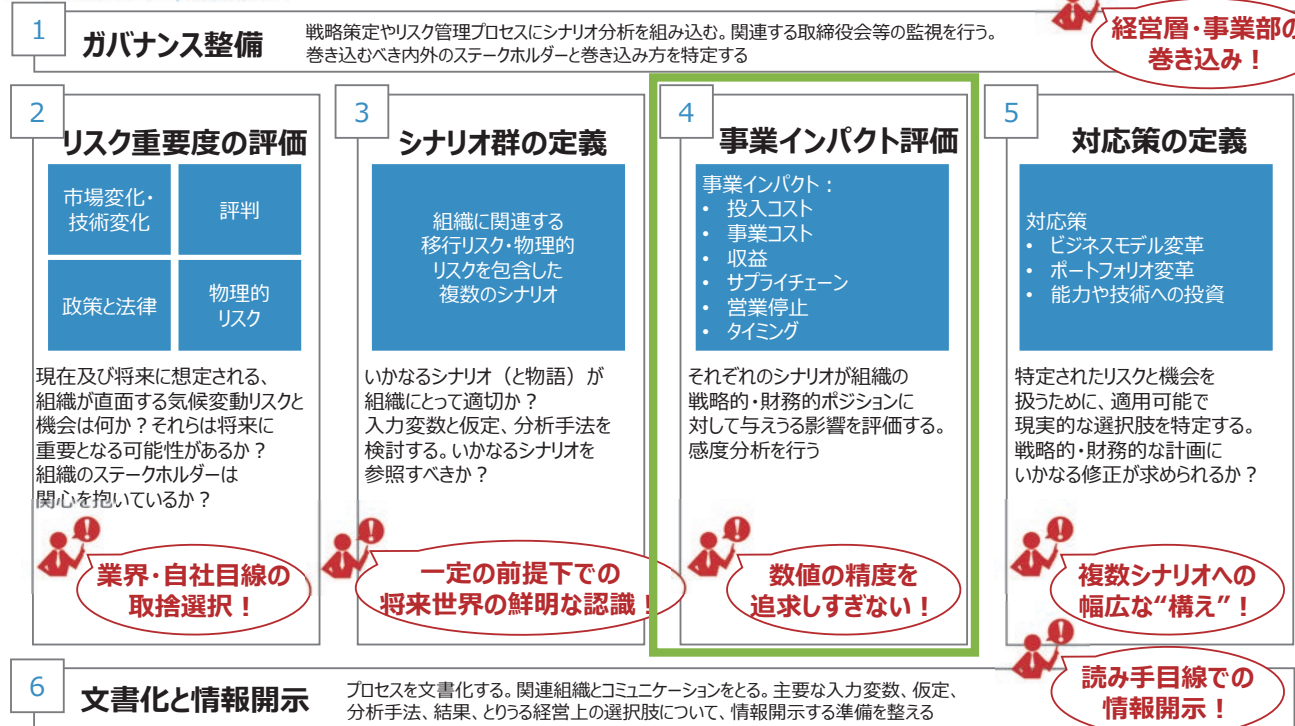 1
ガバナンス整備
戦略策定やリスク管理プロセスにシナリオ分析を組み込む。関連する取締役会等の監視を行う。
巻き込むべき内外のステークホルダーと巻き込み方を特定する
経営層・事業部の
巻き込み！
2
リスク重要度の評価
市場変化・
技術変化
評判
政策と法律
物理的
リスク
現在及び将来に想定される、
組織が直面する気候変動リスクと
機会は何か？それらは将来に
重要となる可能性があるか？
組織のステークホルダーは
関心を抱いているか？
業界・自社目線の
取捨選択！
3
シナリオ群の定義
組織に関連する
移行リスク・物理的
リスクを包含した
複数のシナリオ
いかなるシナリオ（と物語）が
組織にとって適切か？
入力変数と仮定、分析手法を
検討する。いかなるシナリオを
参照すべきか？
一定の前提下での
将来世界の鮮明な認識！
4
事業インパクト評価
事業インパクト：
• 投入コスト
• 事業コスト
• 収益
• サプライチェーン
• 営業停止
• タイミング
それぞれのシナリオが組織の
戦略的・財務的ポジションに
対して与えうる影響を評価する。
感度分析を行う
数値の精度を
追求しすぎない！
5
対応策の定義
対応策
• ビジネスモデル変革
• ポートフォリオ変革
• 能力や技術への投資
特定されたリスクと機会を
扱うために、適用可能で
現実的な選択肢を特定する。
戦略的・財務的な計画に
いかなる修正が求められるか？
複数シナリオへの
幅広な“構え”！
6
文書化と情報開示
プロセスを文書化する。関連組織とコミュニケーションをとる。主要な入力変数、仮定、
分析手法、結果、とりうる経営上の選択肢について、情報開示する準備を整える
読み手目線での
情報開示！